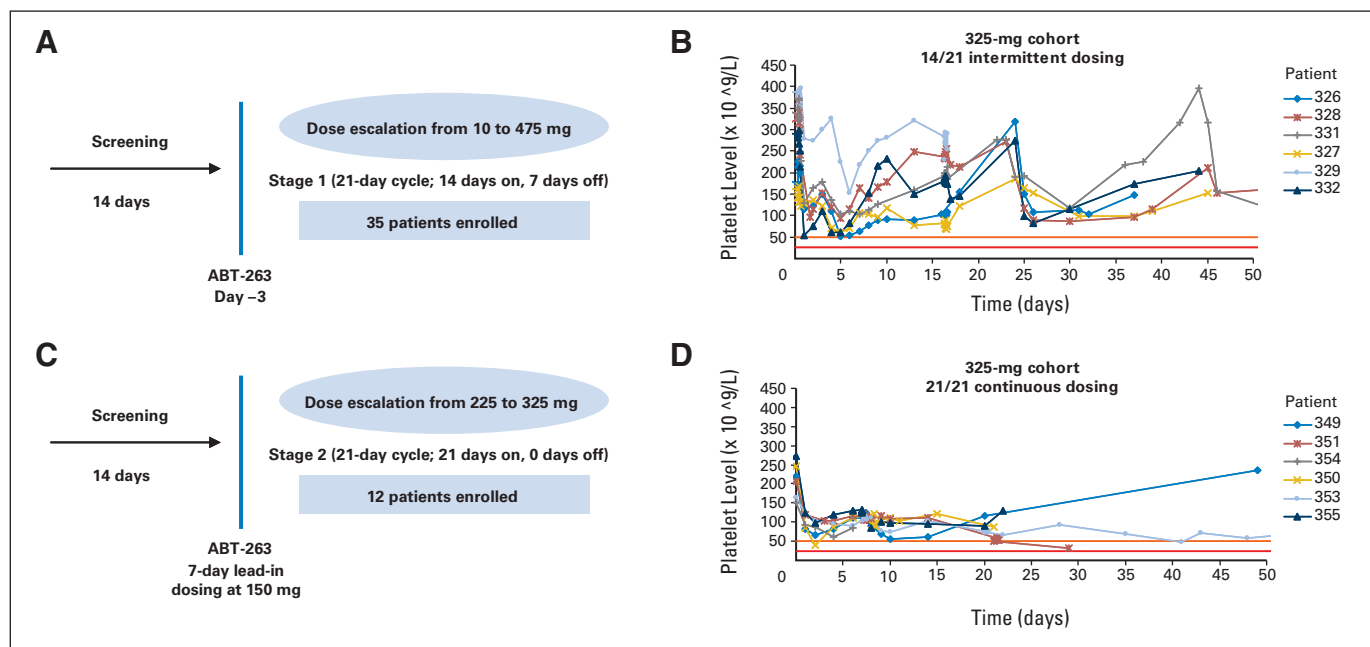 A
Screening
14 days
Dose escalation from 10 to 475 mg
Stage 1 (21-day cycle; 14 days on, 7 days off)
35 patients enrolled
ABT-263
Day –3
B
325-mg cohort
14/21 intermittent dosing
Platelet Level (x 10 ^9/L)
450
400
350
300
250
200
150
100
50
0 5 10 15 20 25 30 35 40 45 50
Time (days)
Patient
326
328
331
327
329
332
C
Screening
14 days
Dose escalation from 225 to 325 mg
Stage 2 (21-day cycle; 21 days on, 0 days off)
12 patients enrolled
ABT-263
7-day lead-in
dosing at 150 mg
D
325-mg cohort
21/21 continuous dosing
Platelet Level (x 10 ^9/L)
450
400
350
300
250
200
150
100
50
0 5 10 15 20 25 30 35 40 45 50
Time (days)
Patient
349
351
354
350
353
355